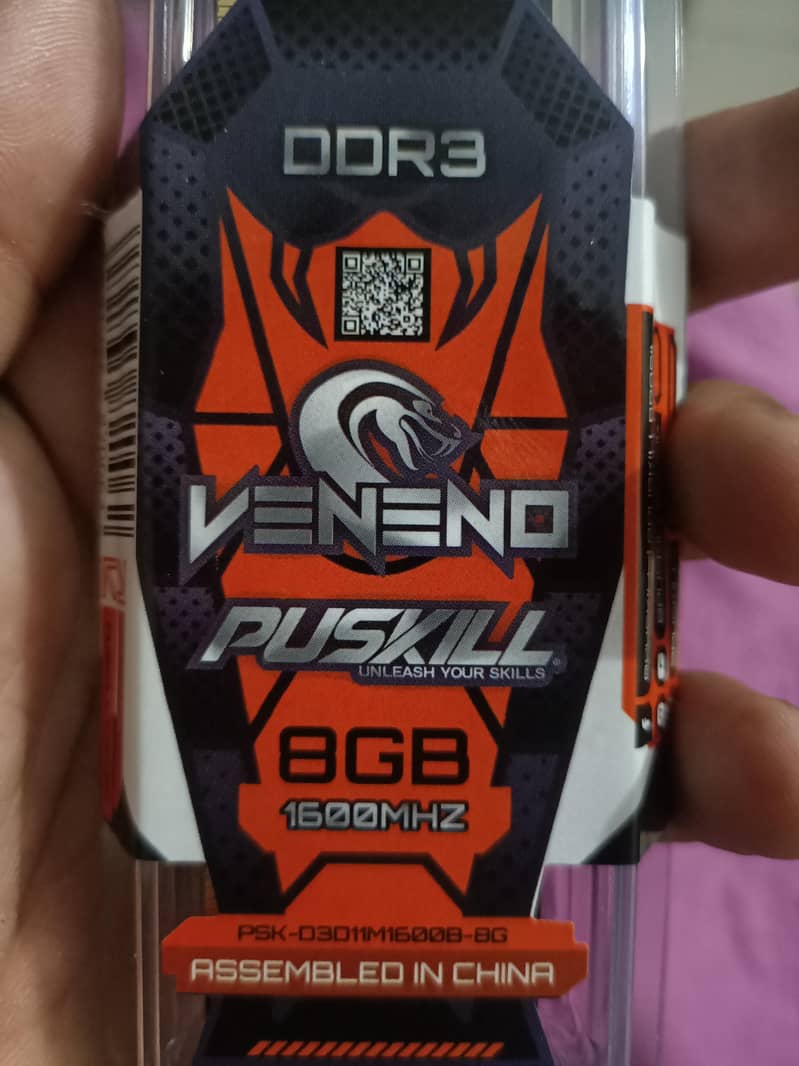 DDR3
VENENO
PUSKILL
UNLEASH YOUR SKILLS
8GB
1600MHZ
PSK-D3D11M1600B-8G
ASSEMBLED IN CHINA